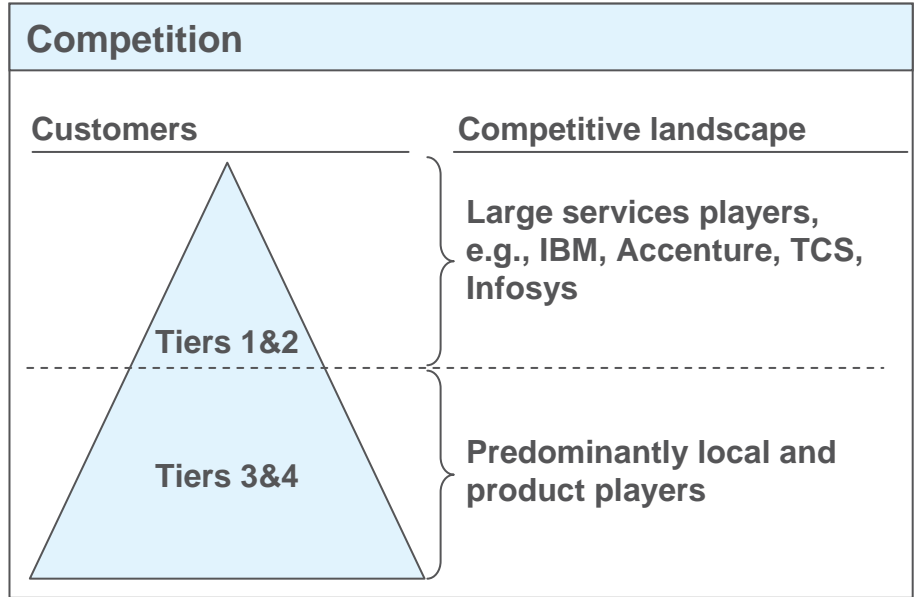 Competition
Customers
Competitive landscape
Large services players,
e.g., IBM, Accenture, TCS,
Infosys
Tiers 1&2
Tiers 3&4
Predominantly local and
product players